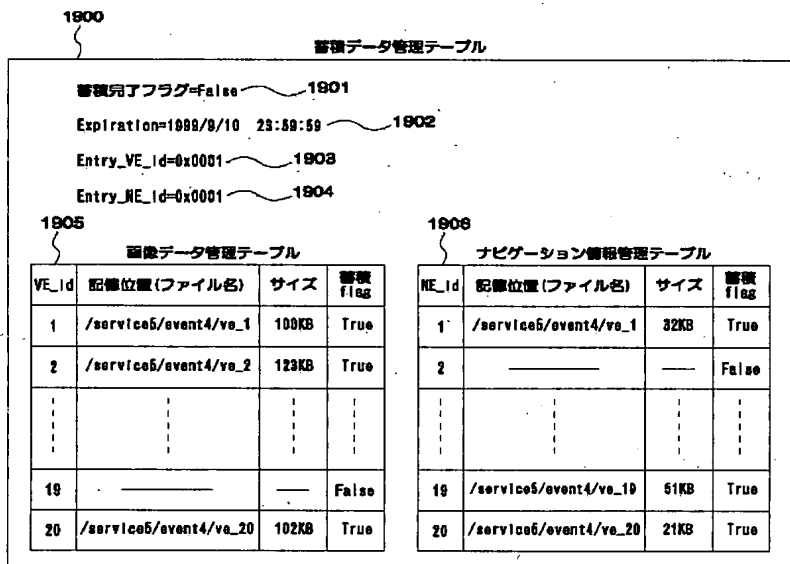 1900
蓄積データ管理テーブル
蓄積完了フラグ=False 1901
Expiration=1999/9/10 23:59:59 1902
Entry_VE_id=0x0001 1903
Entry_NE_id=0x0001 1904
1905
画像データ管理テーブル
VE_id 記憶位置(ファイル名) サイズ 蓄積flag
1 /service5/event4/ve_1 100KB True
2 /service5/event4/ve_2 123KB True
19 False
20 /service5/event4/ve_20 102KB True
1906
ナビゲーション情報管理テーブル
NE_id 記憶位置(ファイル名) サイズ 蓄積flag
1 /service5/event4/ve_1 32KB True
2 False
19 /service5/event4/ve_19 51KB True
20 /service5/event4/ve_20 21KB True